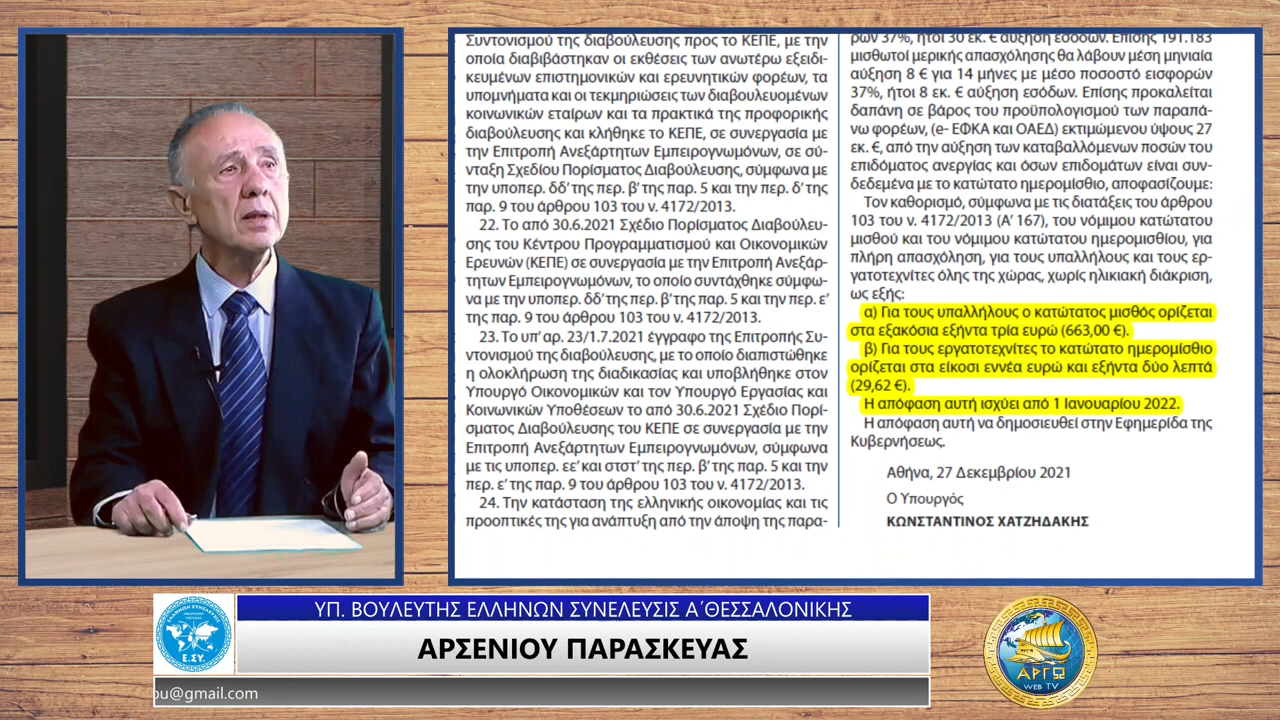 Συντονισμού της διαβούλευσης προς το ΚΕΠΕ, με την
οποία διαβιβάστηκαν οι εκθέσεις των ανωτέρω εξειδι-
κευμένων επιστημονικών και ερευνητικών φορέων, τα
υπομνήματα και οι τεκμηριώσεις των διαβουλευομένων
κοινωνικών εταίρων και τα πρακτικά της προφορικής
διαβούλευσης και κλήθηκε το ΚΕΠΕ, σε συνεργασία με
την Επιτροπή Ανεξάρτητων Εμπειρογνωμόνων, σε σύ-
νταξη Σχεδίου Πορίσματος Διαβούλευσης, σύμφωνα με
την υποπερ. δδ’ της περ. β’ της παρ. 5 και την περ. δ’ της
παρ. 9 του άρθρου 103 του ν. 4172/2013.
22. Το από 30.6.2021 Σχέδιο Πορίσματος Διαβούλευ-
σης του Κέντρου Προγραμματισμού και Οικονομικών
Ερευνών (ΚΕΠΕ) σε συνεργασία με την Επιτροπή Ανεξάρ-
τητων Εμπειρογνωμόνων, το οποίο συντάχθηκε σύμφω-
να με την υποπερ. δδ’ της περ. β’ της παρ. 5 και την περ. ε’
της παρ. 9 του άρθρου 103 του ν. 4172/2013.
23. Το υπ’ αρ. 23/1.7.2021 έγγραφο της Επιτροπής Συ-
ντονισμού της διαβούλευσης, με το οποίο διαπιστώθηκε
η ολοκλήρωση της διαδικασίας και υποβλήθηκε στον
Υπουργό Οικονομικών και τον Υπουργό Εργασίας και
Κοινωνικών Υποθέσεων το από 30.6.2021 Σχέδιο Πορί-
σματος Διαβούλευσης του ΚΕΠΕ σε συνεργασία με την
Επιτροπή Ανεξάρτητων Εμπειρογνωμόνων, σύμφωνα
με τις υποπερ. εε’ και στστ’ της περ. β’ της παρ. 5 και την
περ. ε’ της παρ. 9 του άρθρου 103 του ν. 4172/2013.
24. Την κατάσταση της ελληνικής οικονομίας και τις
προοπτικές της για ανάπτυξη από την άποψη της παρα-
ρών 37%, ήτοι 30 εκ. € αύξηση εσόδων. Επίσης 191.183
μισθωτοί μερικής απασχόλησης θα λάβουν μέση μηνιαία
αύξηση 8 € για 14 μήνες με μέσο ποσοστό εισφορών
37%, ήτοι 8 εκ. € αύξηση εσόδων. Επίσης προκαλείται
δαπάνη σε βάρος του προϋπολογισμού των παραπά-
νω φορέων, (e- ΕΦΚΑ και ΟΑΕΔ) εκτιμώμενου ύψους 27
εκ. €, από την αύξηση των καταβαλλόμενων ποσών του
επιδόματος ανεργίας και όσων επιδομάτων είναι συν-
δεδεμένα με το κατώτατο ημερομίσθιο, αποφασίζουμε:
Τον καθορισμό, σύμφωνα με τις διατάξεις του άρθρου
103 του ν. 4172/2013 (Α’ 167), του νόμιμου κατώτατου
μισθού και του νόμιμου κατώτατου ημερομισθίου, για
πλήρη απασχόληση, για τους υπαλλήλους και τους ερ-
γατοτεχνίτες όλης της χώρας, χωρίς ηλικιακή διάκριση,
ως εξής:
α) Για τους υπαλλήλους ο κατώτατος μισθός ορίζεται
στα εξακόσια εξήντα τρία ευρώ (663,00 €).
β) Για τους εργατοτεχνίτες το κατώτατο ημερομίσθιο
ορίζεται στα είκοσι εννέα ευρώ και εξήντα δύο λεπτά
(29,62 €).
Η απόφαση αυτή ισχύει από 1 Ιανουαρίου 2022.
Η απόφαση αυτή να δημοσιευθεί στην Εφημερίδα της
Κυβερνήσεως.
Αθήνα, 27 Δεκεμβρίου 2021
Ο Υπουργός
ΚΩΝΣΤΑΝΤΙΝΟΣ ΧΑΤΖΗΔΑΚΗΣ
ΥΠ. ΒΟΥΛΕΥΤΗΣ ΕΛΛΗΝΩΝ ΣΥΝΕΛΕΥΣΙΣ Α΄ΘΕΣΣΑΛΟΝΙΚΗΣ
ΑΡΣΕΝΙΟΥ ΠΑΡΑΣΚΕΥΑΣ
ου@gmail.com
Ε.ΣΥ.
ΑΡΓΩ
WEB TV